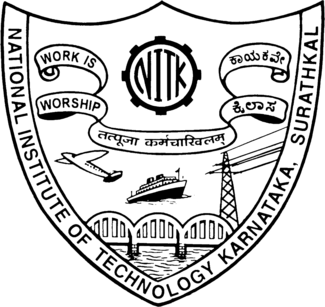 NATIONAL INSTITUTE OF TECHNOLOGY KARNATAKA, SURATHKAL
NITK
WORK IS
WORSHIP
ಕಾಯಕವೇ
ಕೈಲಾಸ
तत्पूजा कर्मचाखिलम्